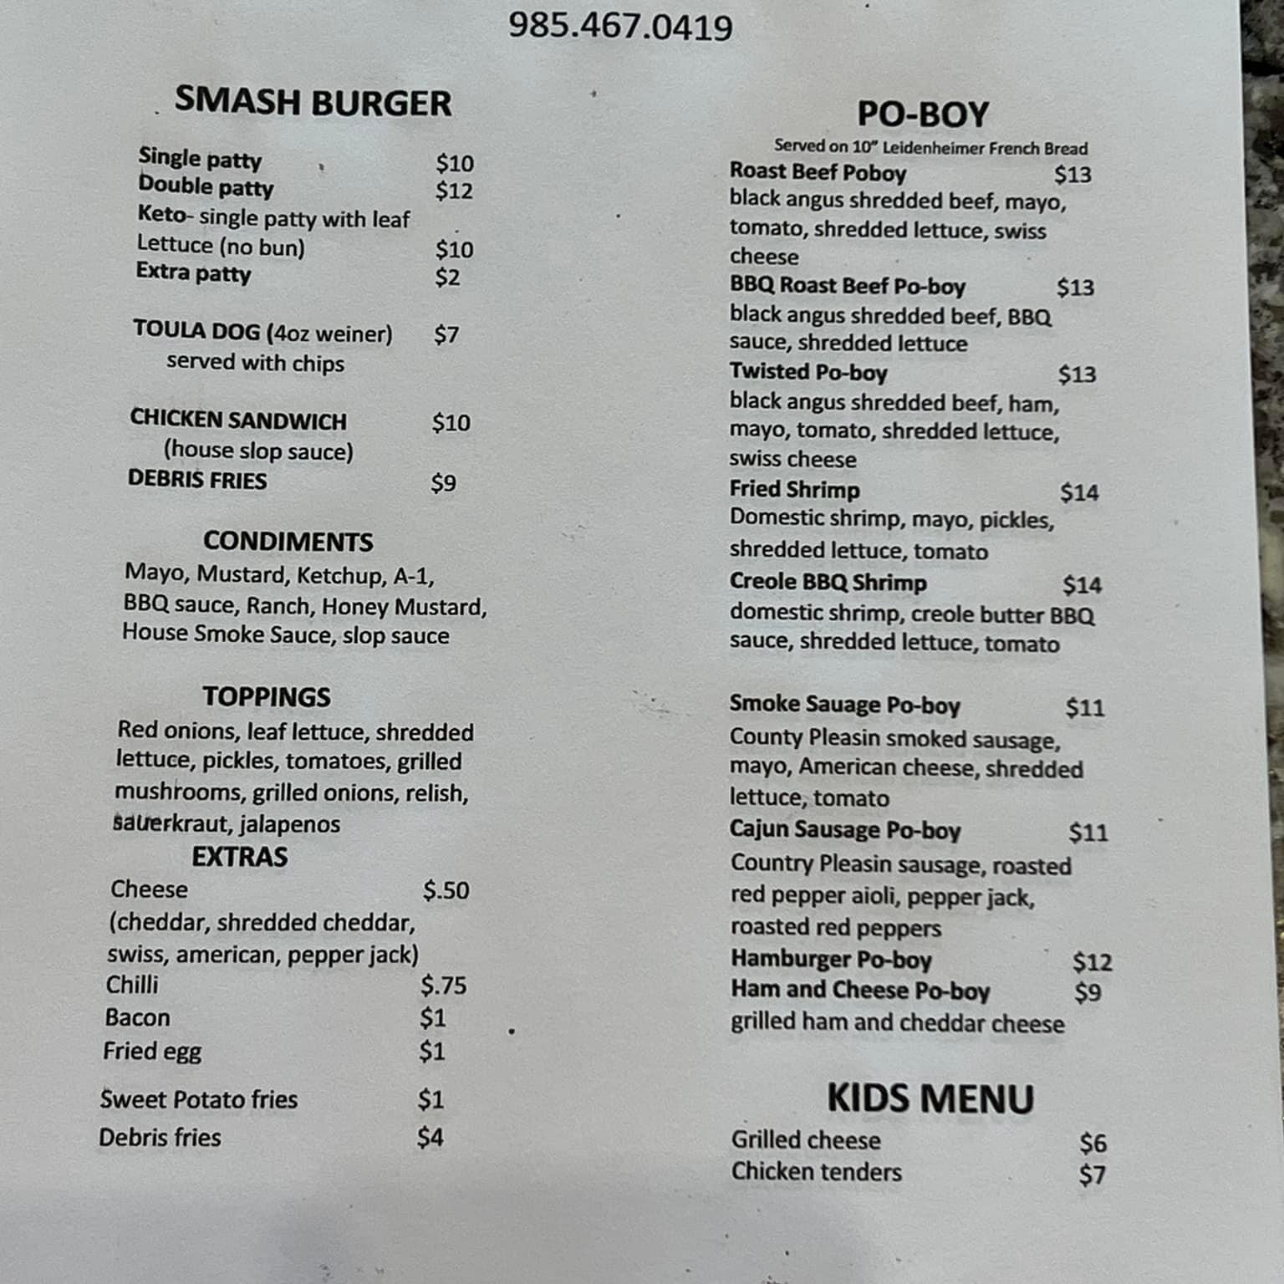 985.467.0419
SMASH BURGER
Single patty $10
Double patty $12
Keto- single patty with leaf
Lettuce (no bun) $10
Extra patty $2
TOULA DOG (4oz weiner) $7
served with chips
CHICKEN SANDWICH $10
(house slop sauce)
DEBRIS FRIES $9
CONDIMENTS
Mayo, Mustard, Ketchup, A-1,
BBQ sauce, Ranch, Honey Mustard,
House Smoke Sauce, slop sauce
TOPPINGS
Red onions, leaf lettuce, shredded
lettuce, pickles, tomatoes, grilled
mushrooms, grilled onions, relish,
sauerkraut, jalapenos
EXTRAS
Cheese $.50
(cheddar, shredded cheddar,
swiss, american, pepper jack)
Chilli $.75
Bacon $1
Fried egg $1
Sweet Potato fries $1
Debris fries $4
PO-BOY
Served on 10" Leidenheimer French Bread
Roast Beef Poboy $13
black angus shredded beef, mayo,
tomato, shredded lettuce, swiss
cheese
BBQ Roast Beef Po-boy $13
black angus shredded beef, BBQ
sauce, shredded lettuce
Twisted Po-boy $13
black angus shredded beef, ham,
mayo, tomato, shredded lettuce,
swiss cheese
Fried Shrimp $14
Domestic shrimp, mayo, pickles,
shredded lettuce, tomato
Creole BBQ Shrimp $14
domestic shrimp, creole butter BBQ
sauce, shredded lettuce, tomato
Smoke Sauage Po-boy $11
County Pleasin smoked sausage,
mayo, American cheese, shredded
lettuce, tomato
Cajun Sausage Po-boy $11
Country Pleasin sausage, roasted
red pepper aioli, pepper jack,
roasted red peppers
Hamburger Po-boy $12
Ham and Cheese Po-boy $9
grilled ham and cheddar cheese
KIDS MENU
Grilled cheese $6
Chicken tenders $7